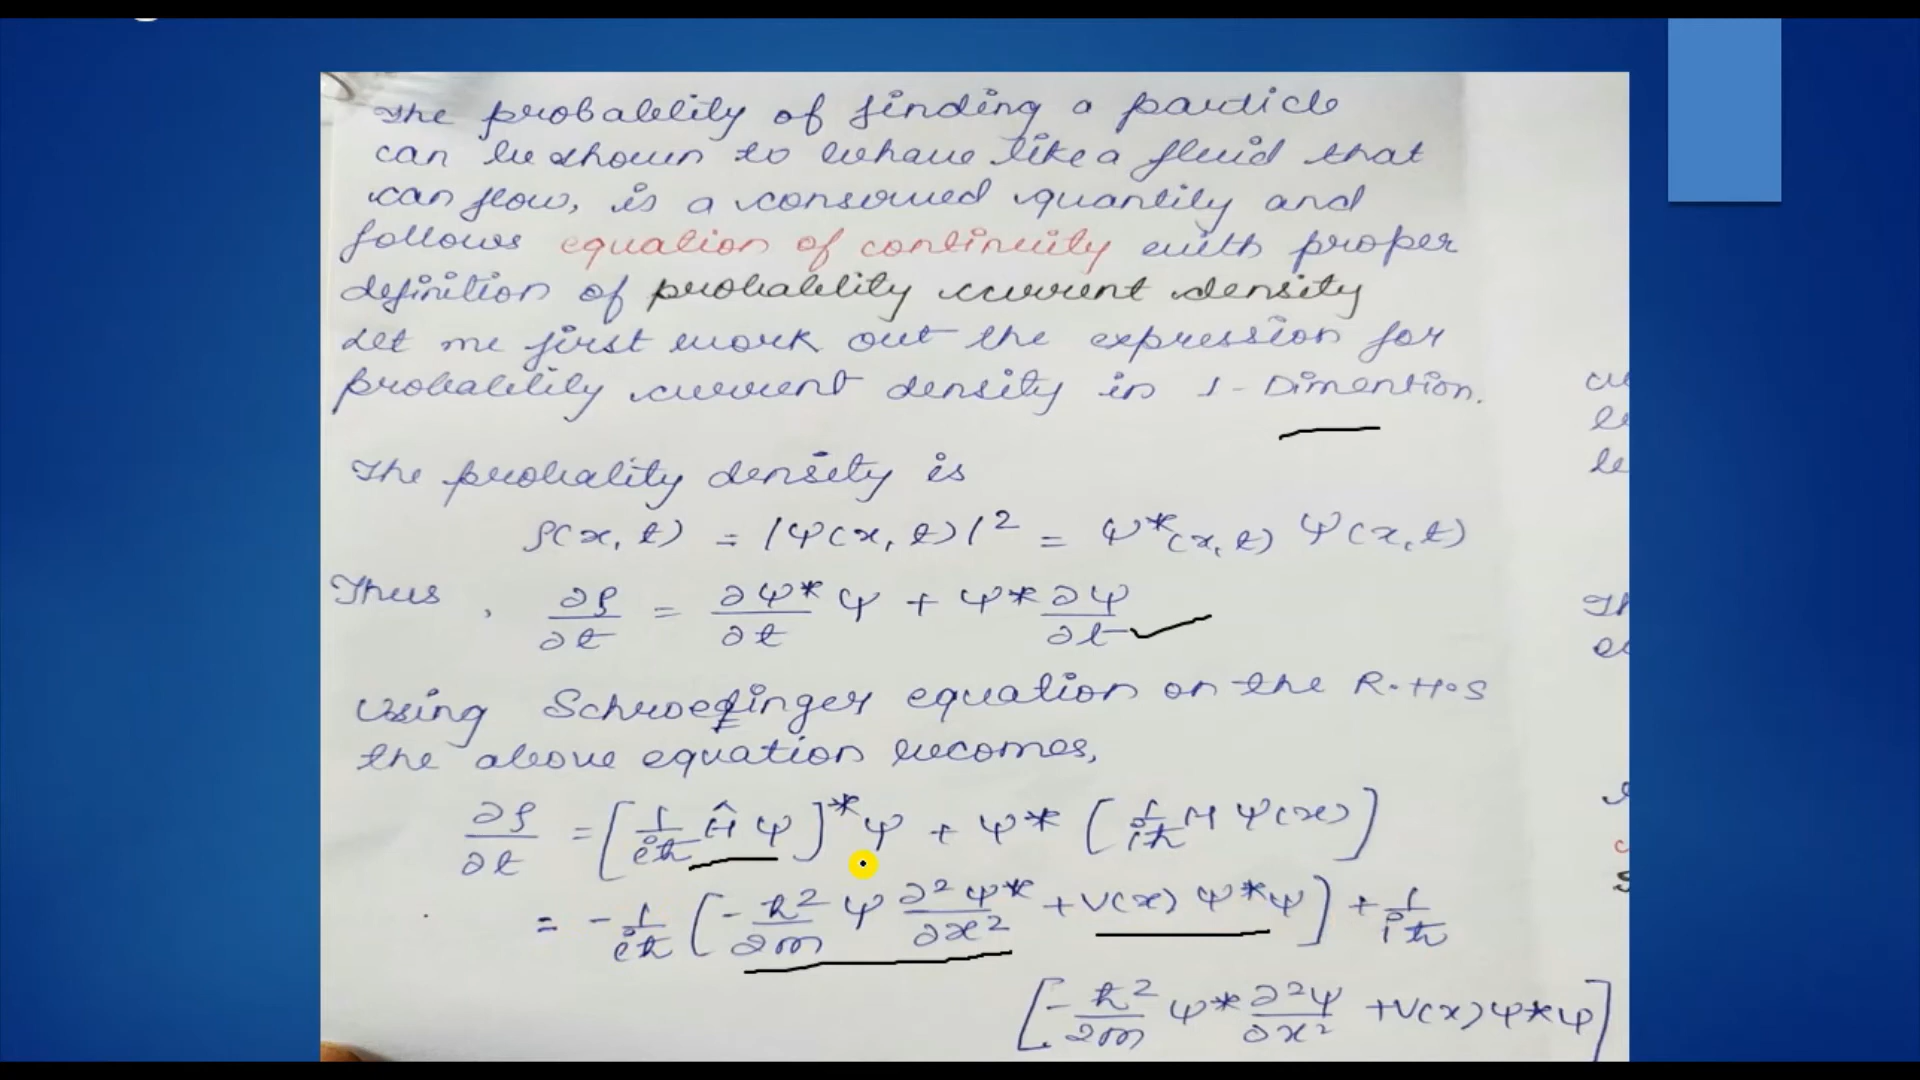 The probability of finding a particle
can be shown to behave like a fluid that
can flow, is a conserved quantity and
follows equation of continuity with proper
definition of probability current density
Let me first work out the expression for
probability current density in 1-Dimention.
The probality density is
ρ(x,t) = |ψ(x,t)|² = ψ*(x,t) ψ(x,t)
Thus, ∂ρ/∂t = ∂ψ*/∂t ψ + ψ* ∂ψ/∂t
Using Schroedinger equation on the R.H.S
the above equation becomes,
∂ρ/∂t = [1/iħ Ĥ ψ]* ψ + ψ* (1/iħ H ψ(x)]
= -1/iħ [-ħ²/2m ψ ∂²ψ*/∂x² + V(x) ψ*ψ] + 1/iħ
[-ħ²/2m ψ* ∂²ψ/∂x² + V(x) ψ*ψ]